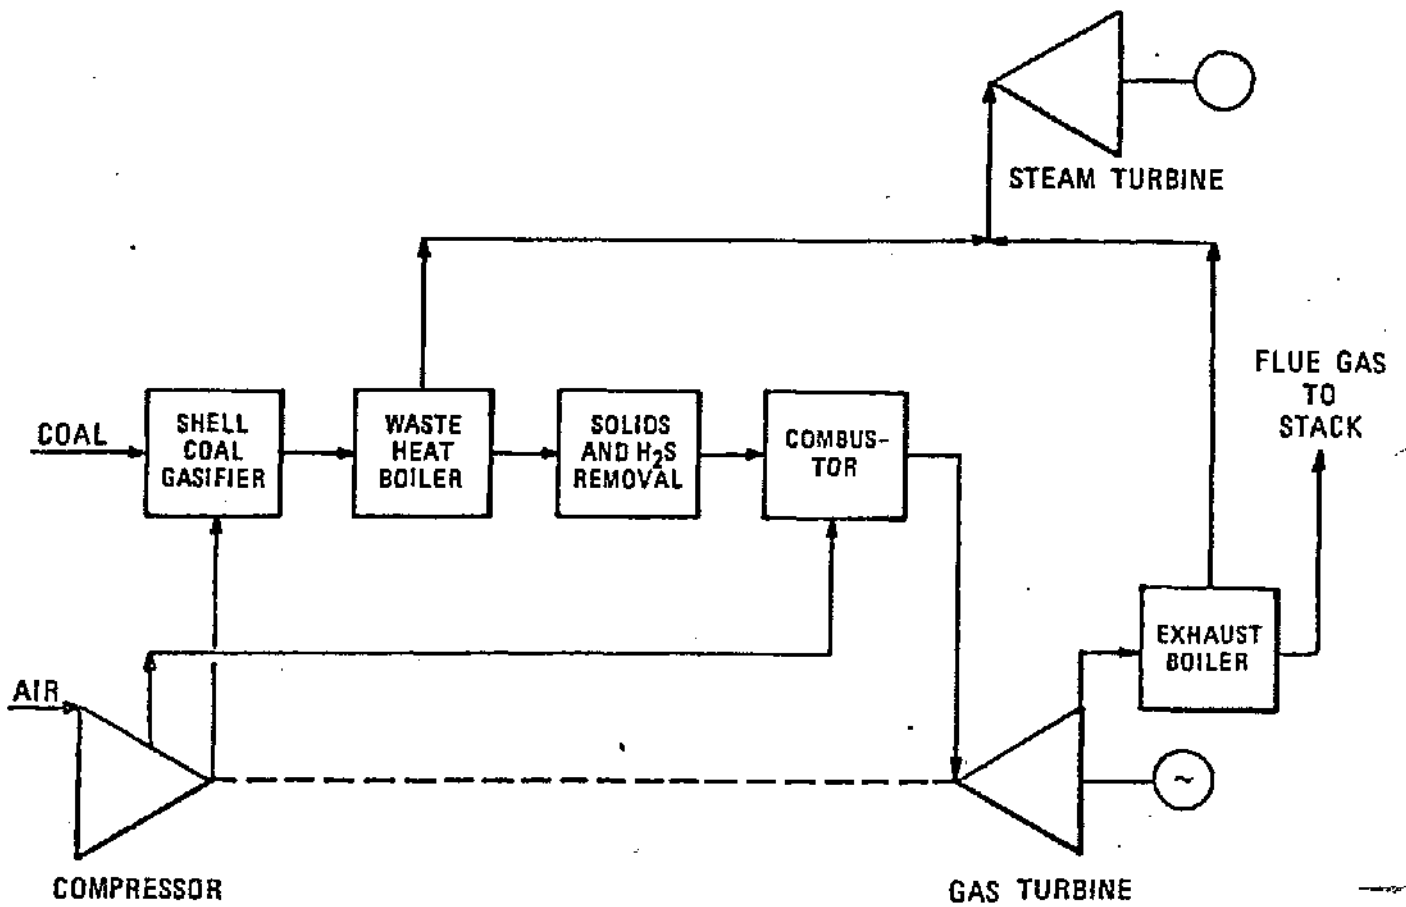 STEAM TURBINE
FLUE GAS
TO
STACK
COAL
SHELL
COAL
GASIFIER
WASTE
HEAT
BOILER
SOLIDS
AND H₂S
REMOVAL
COMBUS-
TOR
EXHAUST
BOILER
AIR
~
COMPRESSOR
GAS TURBINE